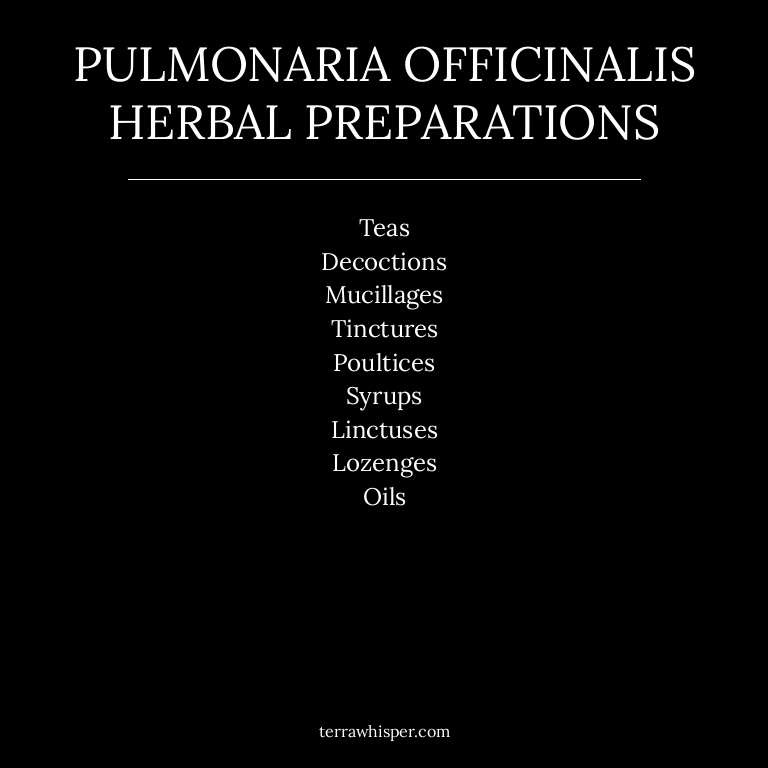 PULMONARIA OFFICINALIS
HERBAL PREPARATIONS
Teas
Decoctions
Mucillages
Tinctures
Poultices
Syrups
Linctuses
Lozenges
Oils
terrawhisper.com